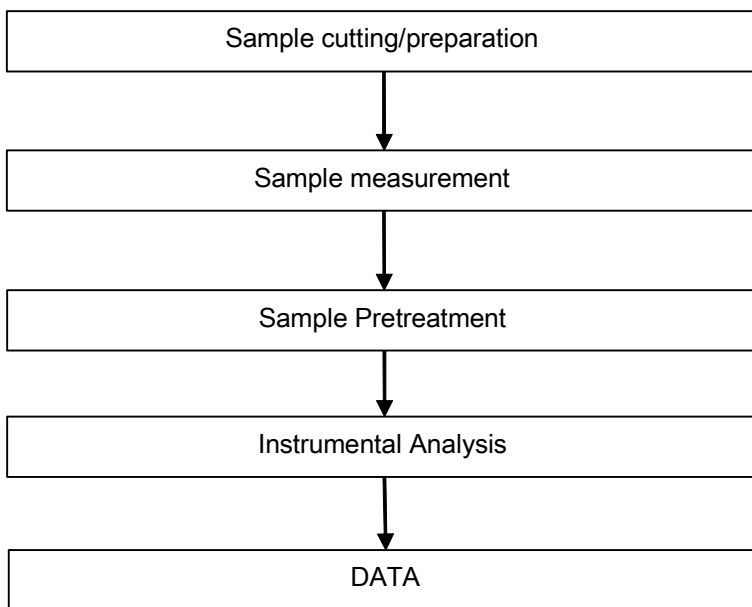 Sample cutting/preparation
Sample measurement
Sample Pretreatment
Instrumental Analysis
DATA